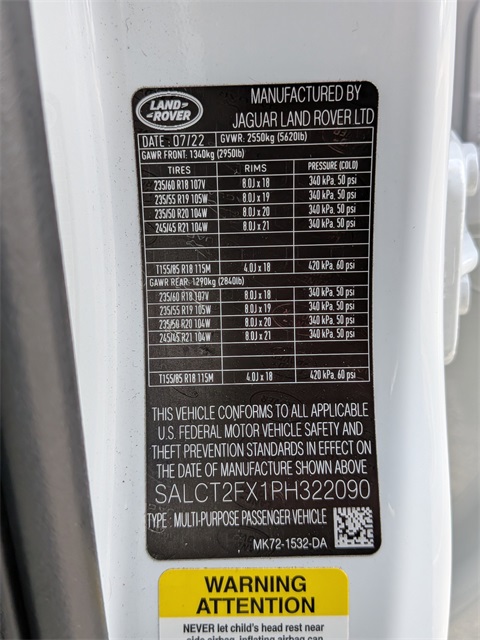 LAND-
ROVER
MANUFACTURED BY
JAGUAR LAND ROVER LTD
DATE : 07/22 GVWR: 2550kg (5620lb)
GAWR FRONT: 1340kg (2950lb)
TIRES RIMS PRESSURE (COLD)
235/60 R18 107V 8.0J x 18 340 kPa, 50 psi
235/55 R19 105W 8.0J x 19 340 kPa, 50 psi
235/50 R20 104W 8.0J x 20 340 kPa, 50 psi
245/45 R21 104W 8.0J x 21 340 kPa, 50 psi
T155/85 R18 115M 4.0J x 18 420 kPa, 60 psi
GAWR REAR: 1290kg (2840lb)
235/60 R18 107V 8.0J x 18 340 kPa, 50 psi
235/55 R19 105W 8.0J x 19 340 kPa, 50 psi
235/50 R20 104W 8.0J x 20 340 kPa, 50 psi
245/45 R21 104W 8.0J x 21 340 kPa, 50 psi
T155/85 R18 115M 4.0J x 18 420 kPa, 60 psi
THIS VEHICLE CONFORMS TO ALL APPLICABLE
U.S. FEDERAL MOTOR VEHICLE SAFETY AND
THEFT PREVENTION STANDARDS IN EFFECT ON
THE DATE OF MANUFACTURE SHOWN ABOVE
SALCT2FX1PH322090
TYPE : MULTI-PURPOSE PASSENGER VEHICLE
MK72-1532-DA
WARNING
ATTENTION
NEVER let child's head rest near
side airbag, inflating airbag can